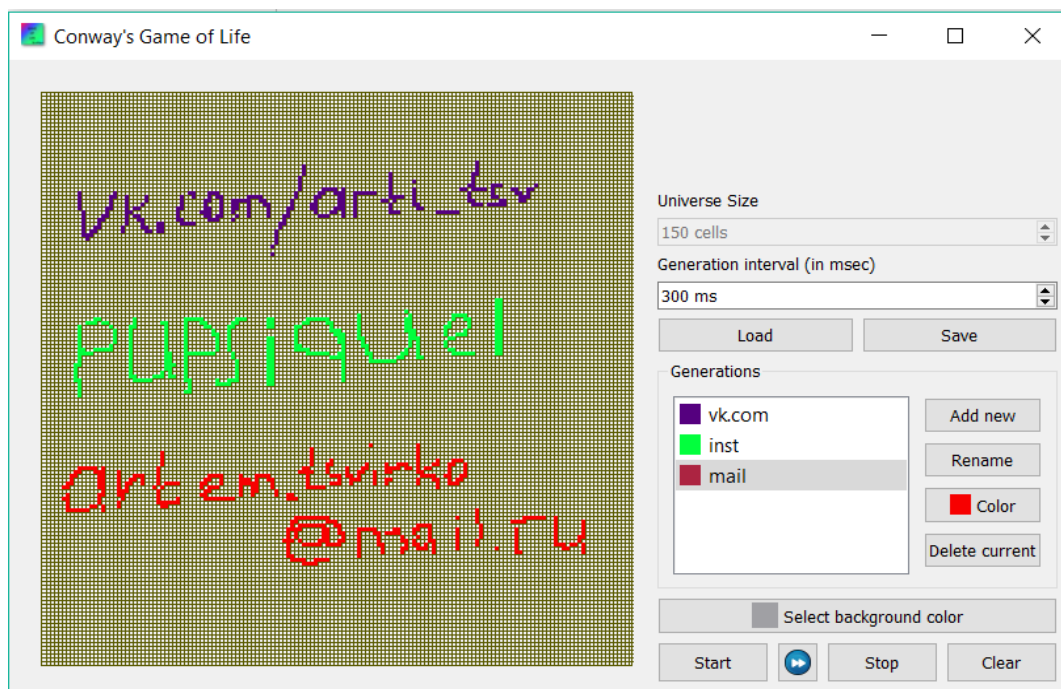 Conway's Game of Life
vk.com/arti_tsv
pupsiquel
artem.tsvirko
@mail.ru
Universe Size
150 cells
Generation interval (in msec)
300 ms
Load Save
Generations
vk.com
inst
mail
Add new
Rename
Color
Delete current
Select background color
Start Stop Clear